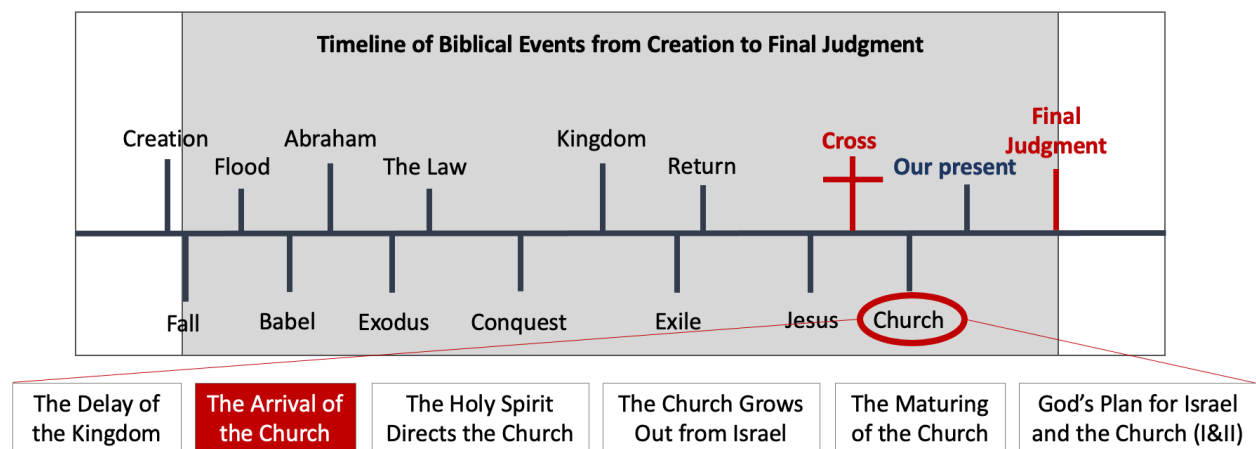 Timeline of Biblical Events from Creation to Final Judgment
Creation
Flood
Abraham
The Law
Kingdom
Return
Cross
Our present
Final
Judgment
Fall
Babel
Exodus
Conquest
Exile
Jesus
Church
The Delay of
the Kingdom
The Arrival of
the Church
The Holy Spirit
Directs the Church
The Church Grows
Out from Israel
The Maturing
of the Church
God’s Plan for Israel
and the Church (I&II)